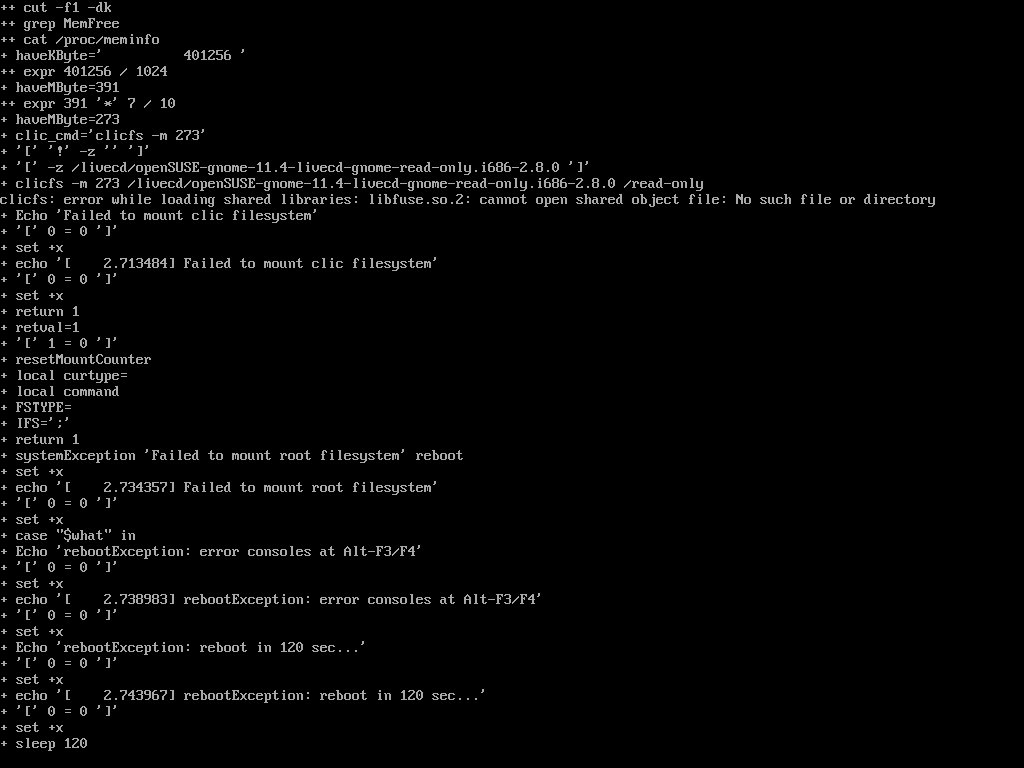 ++ cut -f1 -dk
++ grep MemFree
++ cat /proc/meminfo
+ haveKByte='          401256 '
++ expr 401256 / 1024
+ haveMByte=391
++ expr 391 '*' 7 / 10
+ haveMByte=273
+ clic_cmd='clicfs -m 273'
+ '[' '!' -z '' ']'
+ '[' -z /livecd/openSUSE-gnome-11.4-livecd-gnome-read-only.i686-2.8.0 ']'
+ clicfs -m 273 /livecd/openSUSE-gnome-11.4-livecd-gnome-read-only.i686-2.8.0 /read-only
clicfs: error while loading shared libraries: libfuse.so.2: cannot open shared object file: No such file or directory
+ Echo 'Failed to mount clic filesystem'
+ '[' 0 = 0 ']'
+ set +x
+ echo '[    2.713484] Failed to mount clic filesystem'
+ '[' 0 = 0 ']'
+ set +x
+ return 1
+ retval=1
+ '[' 1 = 0 ']'
+ resetMountCounter
+ local curtype=
+ local command
+ FSTYPE=
+ IFS=';'
+ return 1
+ systemException 'Failed to mount root filesystem' reboot
+ set +x
+ echo '[    2.734357] Failed to mount root filesystem'
+ '[' 0 = 0 ']'
+ set +x
+ case "$what" in
+ Echo 'rebootException: error consoles at Alt-F3/F4'
+ '[' 0 = 0 ']'
+ set +x
+ echo '[    2.738983] rebootException: error consoles at Alt-F3/F4'
+ '[' 0 = 0 ']'
+ set +x
+ Echo 'rebootException: reboot in 120 sec...'
+ '[' 0 = 0 ']'
+ set +x
+ echo '[    2.743967] rebootException: reboot in 120 sec...'
+ '[' 0 = 0 ']'
+ set +x
+ sleep 120